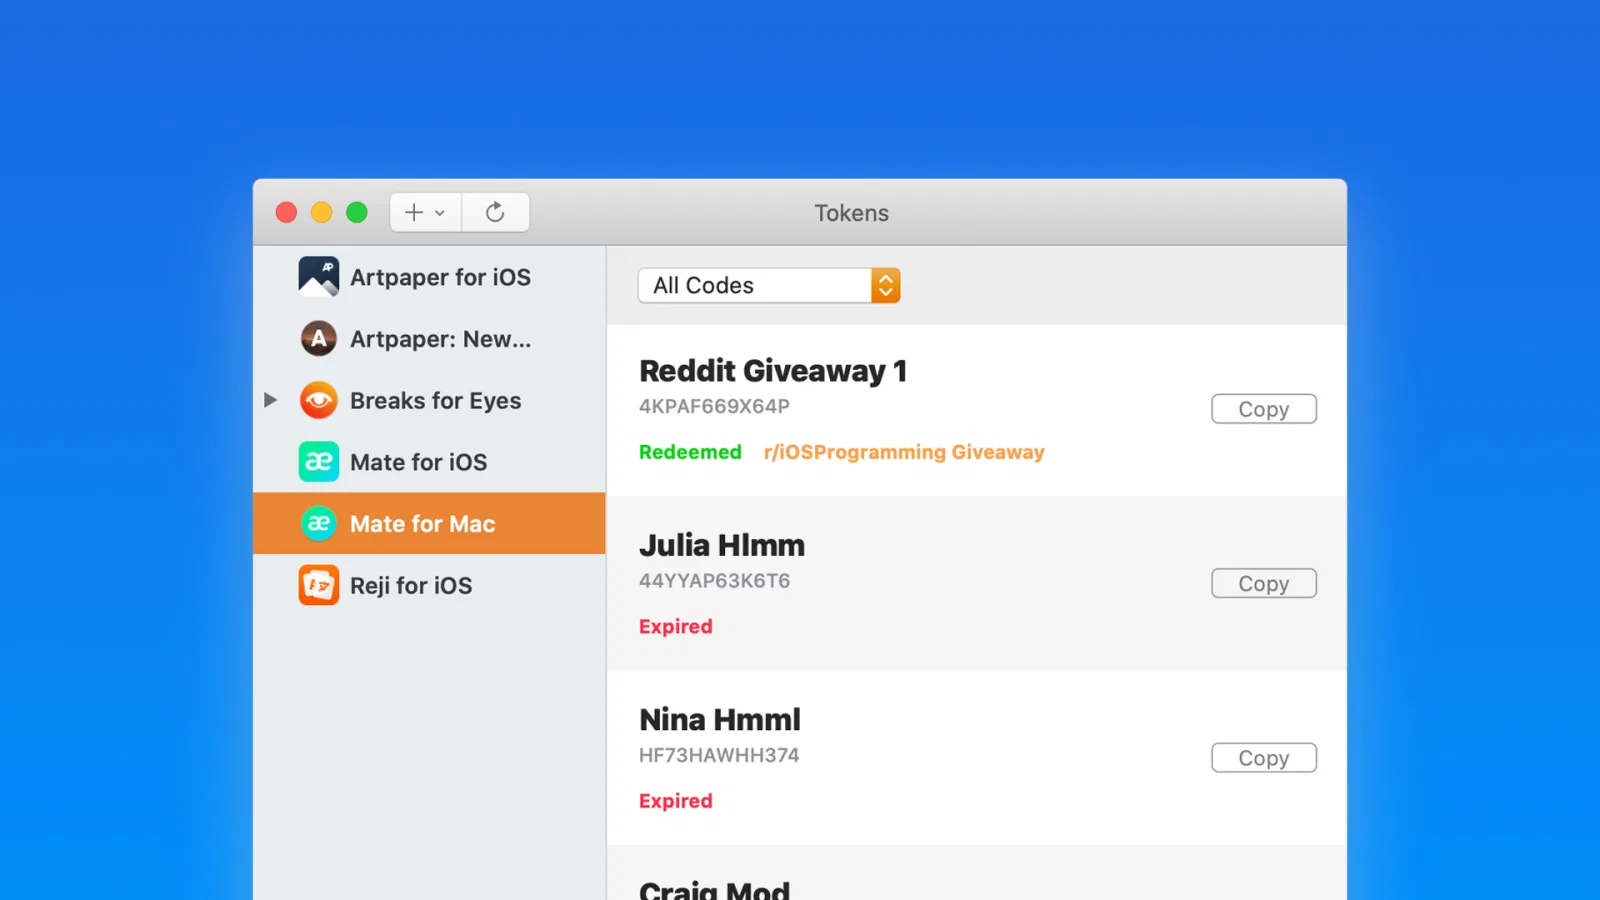 Tokens
Artpaper for iOS
Artpaper: New...
Breaks for Eyes
Mate for iOS
Mate for Mac
Reji for iOS
All Codes
Reddit Giveaway 1
4KPAF669X64P
Copy
Redeemed r/iOSProgramming Giveaway
Julia Hlmm
44YYAP63K6T6
Copy
Expired
Nina Hmml
HF73HAWHH374
Copy
Expired
Craig Mod